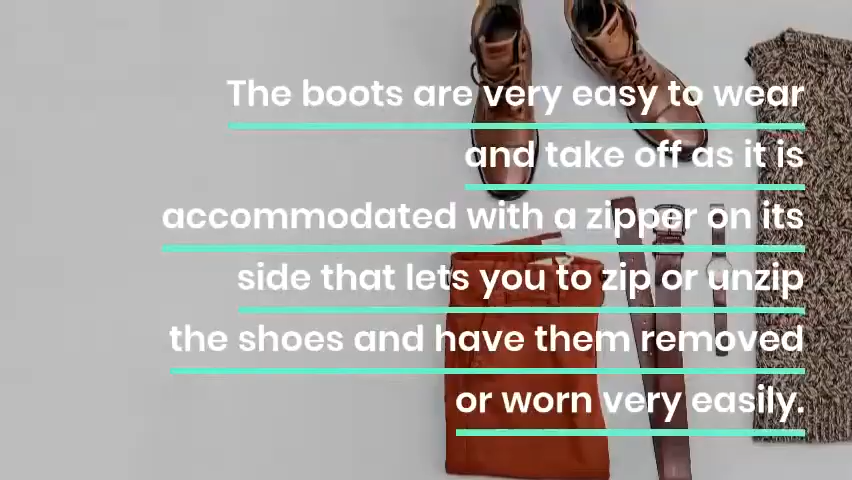 The boots are very easy to wear
and take off as it is
accommodated with a zipper on its
side that lets you to zip or unzip
the shoes and have them removed
or worn very easily.